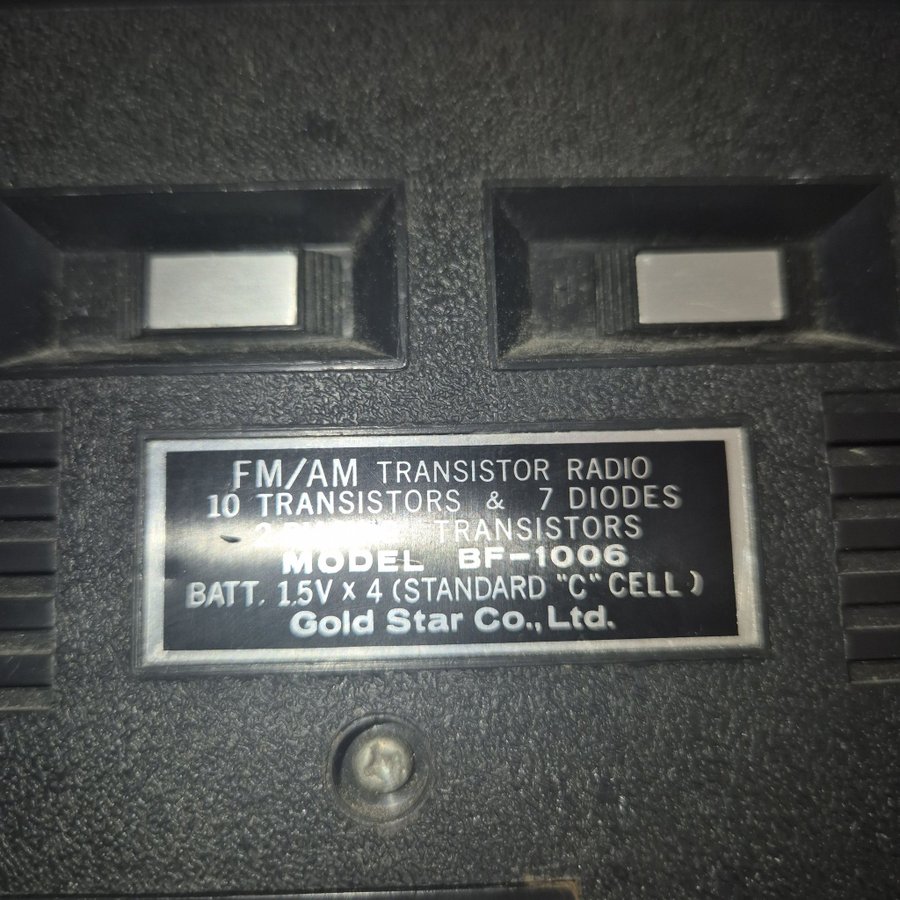 FM/AM TRANSISTOR RADIO
10 TRANSISTORS & 7 DIODES
TRANSISTORS
MODEL BF-1006
BATT. 1.5V X 4 (STANDARD "C" CELL)
Gold Star Co., Ltd.